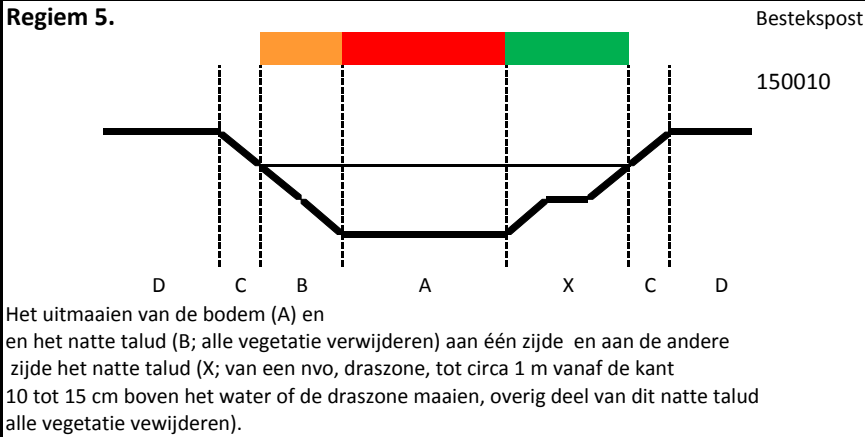 Regiem 5.
Bestekspost
150010
D C B A X C D
Het uitmaaien van de bodem (A) en
en het natte talud (B; alle vegetatie verwijderen) aan één zijde en aan de andere
zijde het natte talud (X; van een nvo, draszone, tot circa 1 m vanaf de kant
10 tot 15 cm boven het water of de draszone maaien, overig deel van dit natte talud
alle vegetatie vewijderen).